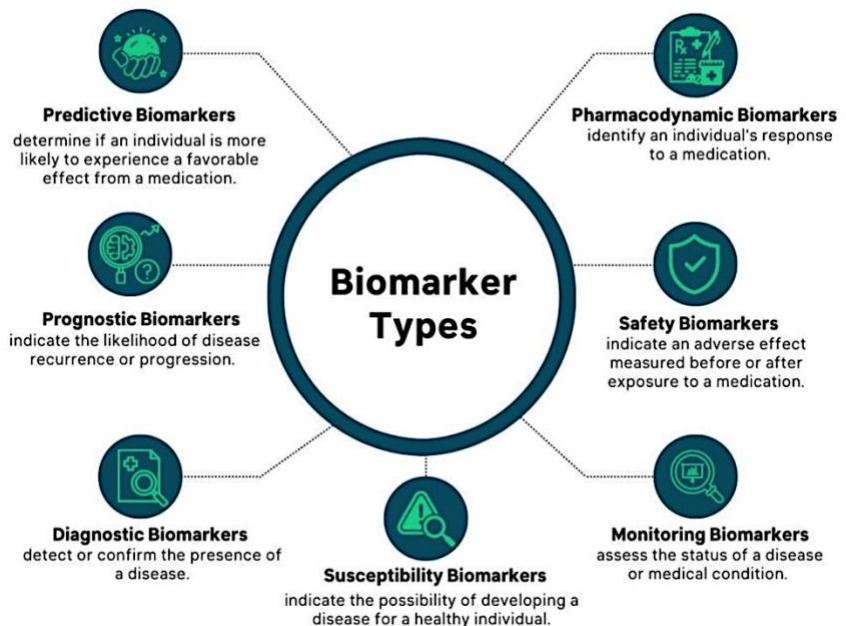 Predictive Biomarkers
determine if an individual is more
likely to experience a favorable
effect from a medication.
Pharmacodynamic Biomarkers
identify an individual's response
to a medication.
Biomarker
Types
Prognostic Biomarkers
indicate the likelihood of disease
recurrence or progression.
Safety Biomarkers
indicate an adverse effect
measured before or after
exposure to a medication.
Diagnostic Biomarkers
detect or confirm the presence of
a disease.
Susceptibility Biomarkers
indicate the possibility of developing a
disease for a healthy individual.
Monitoring Biomarkers
assess the status of a disease
or medical condition.